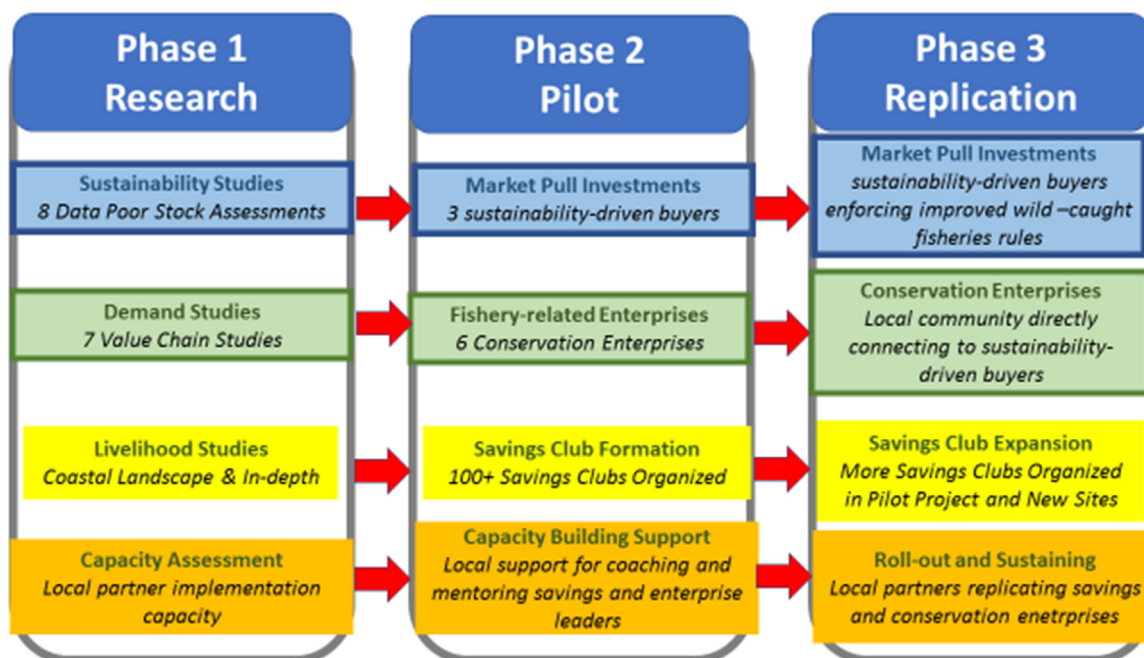 Phase 1
Research
Sustainability Studies
8 Data Poor Stock Assessments
Demand Studies
7 Value Chain Studies
Livelihood Studies
Coastal Landscape & In-depth
Capacity Assessment
Local partner implementation
capacity
Phase 2
Pilot
Market Pull Investments
3 sustainability-driven buyers
Fishery-related Enterprises
6 Conservation Enterprises
Savings Club Formation
100+ Savings Clubs Organized
Capacity Building Support
Local support for coaching and
mentoring savings and enterprise
leaders
Phase 3
Replication
Market Pull Investments
sustainability-driven buyers
enforcing improved wild –caught
fisheries rules
Conservation Enterprises
Local community directly
connecting to sustainability-
driven buyers
Savings Club Expansion
More Savings Clubs Organized
in Pilot Project and New Sites
Roll-out and Sustaining
Local partners replicating savings
and conservation enetrprises